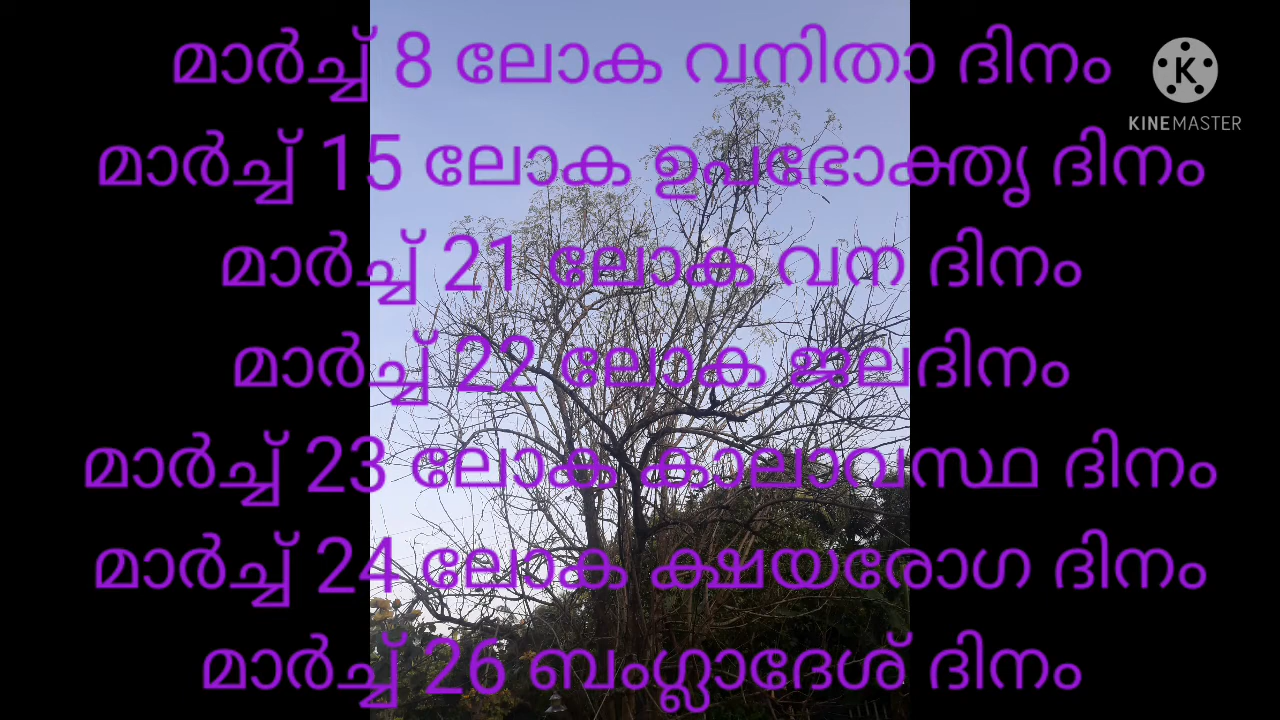 മാർച്ച് 8 ലോക വനിതാ ദിനം
KINEMASTER
മാർച്ച് 15 ലോക ഉപഭോക്തൃ ദിനം
മാർച്ച് 21 ലോക വന ദിനം
മാർച്ച് 22 ലോക ജലദിനം
മാർച്ച് 23 ലോക കാലാവസ്ഥ ദിനം
മാർച്ച് 24 ലോക ക്ഷയരോഗ ദിനം
മാർച്ച് 26 ബംഗ്ലാദേശ് ദിനം